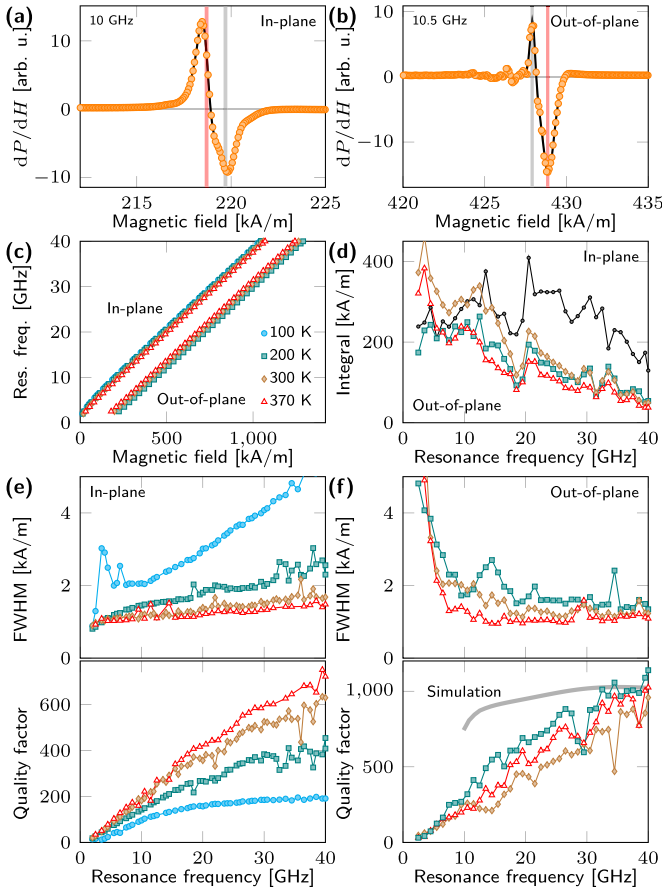 (a)
10 GHz
In-plane
10
0
−10
dP/dH [arb. u.]
215
220
225
Magnetic field [kA/m]
(b)
10.5 GHz
Out-of-plane
10
0
−10
dP/dH [arb. u.]
420
425
430
435
Magnetic field [kA/m]
(c)
40
30
20
10
0
Res. freq. [GHz]
In-plane
Out-of-plane
100 K
200 K
300 K
370 K
0
500
1,000
Magnetic field [kA/m]
(d)
In-plane
400
200
0
Integral [kA/m]
Out-of-plane
0
10
20
30
40
Resonance frequency [GHz]
(e)
In-plane
4
2
0
FWHM [kA/m]
600
400
200
0
Quality factor
0
10
20
30
40
Resonance frequency [GHz]
(f)
Out-of-plane
4
2
0
FWHM [kA/m]
Simulation
1,000
500
0
Quality factor
0
10
20
30
40
Resonance frequency [GHz]